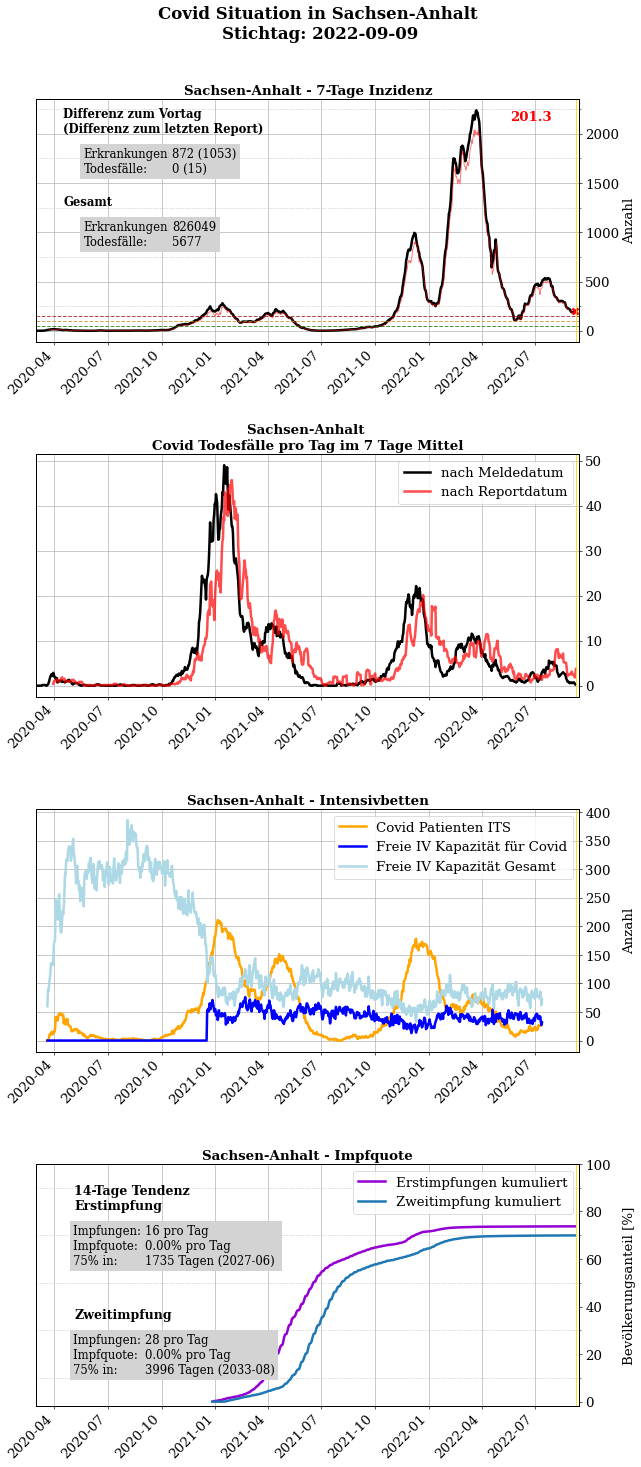 Covid Situation in Sachsen-Anhalt
Stichtag: 2022-09-09
Sachsen-Anhalt - 7-Tage Inzidenz
Differenz zum Vortag
(Differenz zum letzten Report)
Erkrankungen 872 (1053)
Todesfälle: 0 (15)
Gesamt
Erkrankungen 826049
Todesfälle: 5677
201.3
2000
1500
1000
500
0
Anzahl
2020-04
2020-07
2020-10
2021-01
2021-04
2021-07
2021-10
2022-01
2022-04
2022-07
Sachsen-Anhalt
Covid Todesfälle pro Tag im 7 Tage Mittel
nach Meldedatum
nach Reportdatum
50
40
30
20
10
0
2020-04
2020-07
2020-10
2021-01
2021-04
2021-07
2021-10
2022-01
2022-04
2022-07
Sachsen-Anhalt - Intensivbetten
Covid Patienten ITS
Freie IV Kapazität für Covid
Freie IV Kapazität Gesamt
400
350
300
250
200
150
100
50
0
Anzahl
2020-04
2020-07
2020-10
2021-01
2021-04
2021-07
2021-10
2022-01
2022-04
2022-07
Sachsen-Anhalt - Impfquote
14-Tage Tendenz
Erstimpfung
Impfungen: 16 pro Tag
Impfquote: 0.00% pro Tag
75% in: 1735 Tagen (2027-06)
Zweitimpfung
Impfungen: 28 pro Tag
Impfquote: 0.00% pro Tag
75% in: 3996 Tagen (2033-08)
Erstimpfungen kumuliert
Zweitimpfung kumuliert
100
80
60
40
20
0
Bevölkerungsanteil [%]
2020-04
2020-07
2020-10
2021-01
2021-04
2021-07
2021-10
2022-01
2022-04
2022-07